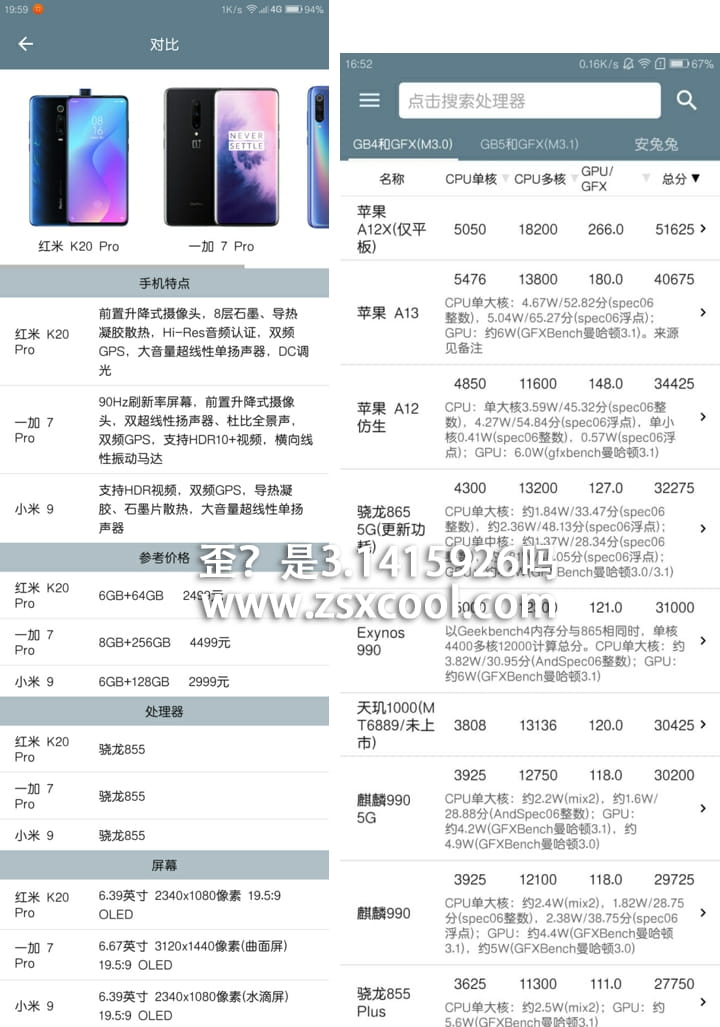 19:59
1K/s 4G 94%
对比
08
16
NEVER
SETTLE
红米 K20 Pro
一加 7 Pro
手机特点
红米 K20
Pro
前置升降式摄像头，8层石墨、导热
凝胶散热，Hi-Res音频认证，双频
GPS，大音量超线性单扬声器，DC调
光
一加 7
Pro
90Hz刷新率屏幕，前置升降式摄像
头，双超线性扬声器、杜比全景声，
双频GPS，支持HDR10+视频，横向线
性振动马达
小米 9
支持HDR视频，双频GPS，导热凝
胶、石墨片散热，大音量超线性单扬
声器
参考价格
红米 K20
Pro
6GB+64GB 2499元
一加 7
Pro
8GB+256GB 4499元
小米 9
6GB+128GB 2999元
处理器
红米 K20
Pro
骁龙855
一加 7
Pro
骁龙855
小米 9
骁龙855
屏幕
红米 K20
Pro
6.39英寸 2340x1080像素 19.5:9
OLED
一加 7
Pro
6.67英寸 3120x1440像素(曲面屏)
19.5:9 OLED
小米 9
6.39英寸 2340x1080像素(水滴屏)
19.5:9 OLED
16:52
0.16K/s 67%
点击搜索处理器
GB4和GFX(M3.0) GB5和GFX(M3.1) 安兔兔
名称 CPU单核 CPU多核 GPU/
GFX 总分
苹果
A12X(仅平
板)
5050 18200 266.0 51625
苹果 A13
5476 13800 180.0 40675
CPU单大核：4.67W/52.82分(spec06
整数)，5.04W/65.27分(spec06浮点)；
GPU：约6W(GFXBench曼哈顿3.1)。来源
见备注
苹果 A12
仿生
4850 11600 148.0 34425
CPU：单大核3.59W/45.32分(spec06整
数)，4.27W/54.84分(spec06浮点)，单小
核0.41W(spec06整数)，0.57W(spec06浮
点)；GPU：6.0W(gfxbench曼哈顿3.1)
骁龙865
5G(更新功
耗)
4300 13200 127.0 32275
CPU单大核：约1.84W/33.47分(spec06
整数)，约2.36W/48.13分(spec06浮点)；
CPU单中核：约1.37W/28.34分(spec06
.05分(spec06浮点)；
Bench曼哈顿3.0/3.1)
歪？是3.1415926吗
www.zsxcool.com
Exynos
990
121.0 31000
以Geekbench4内存分与865相同时，单核
4400多核12000计算总分。CPU单大核：约
3.82W/30.95分(AndSpec06整数)；GPU：
约6W(GFXBench曼哈顿3.1)
天玑1000(M
T6889/未上
市)
3808 13136 120.0 30425
麒麟990
5G
3925 12750 118.0 30200
CPU单大核：约2.2W(mix2)，约1.6W/
28.88分(AndSpec06整数)；GPU：
约4.2W(GFXBench曼哈顿3.1)，约
4.9W(GFXBench曼哈顿3.0)
麒麟990
3925 12100 118.0 29725
CPU单大核：约2.4W(mix2)，1.82W/28.75
分(spec06整数)，2.38W/38.75分(spec06
浮点)；GPU：约4.4W(GFXBench曼哈顿
3.1)，约5W(GFXBench曼哈顿3.0)
骁龙855
Plus
3625 11300 111.0 27750
CPU单大核：约2.5W(mix2)；GPU：约
5.6W(GFXBench曼哈顿3.1)